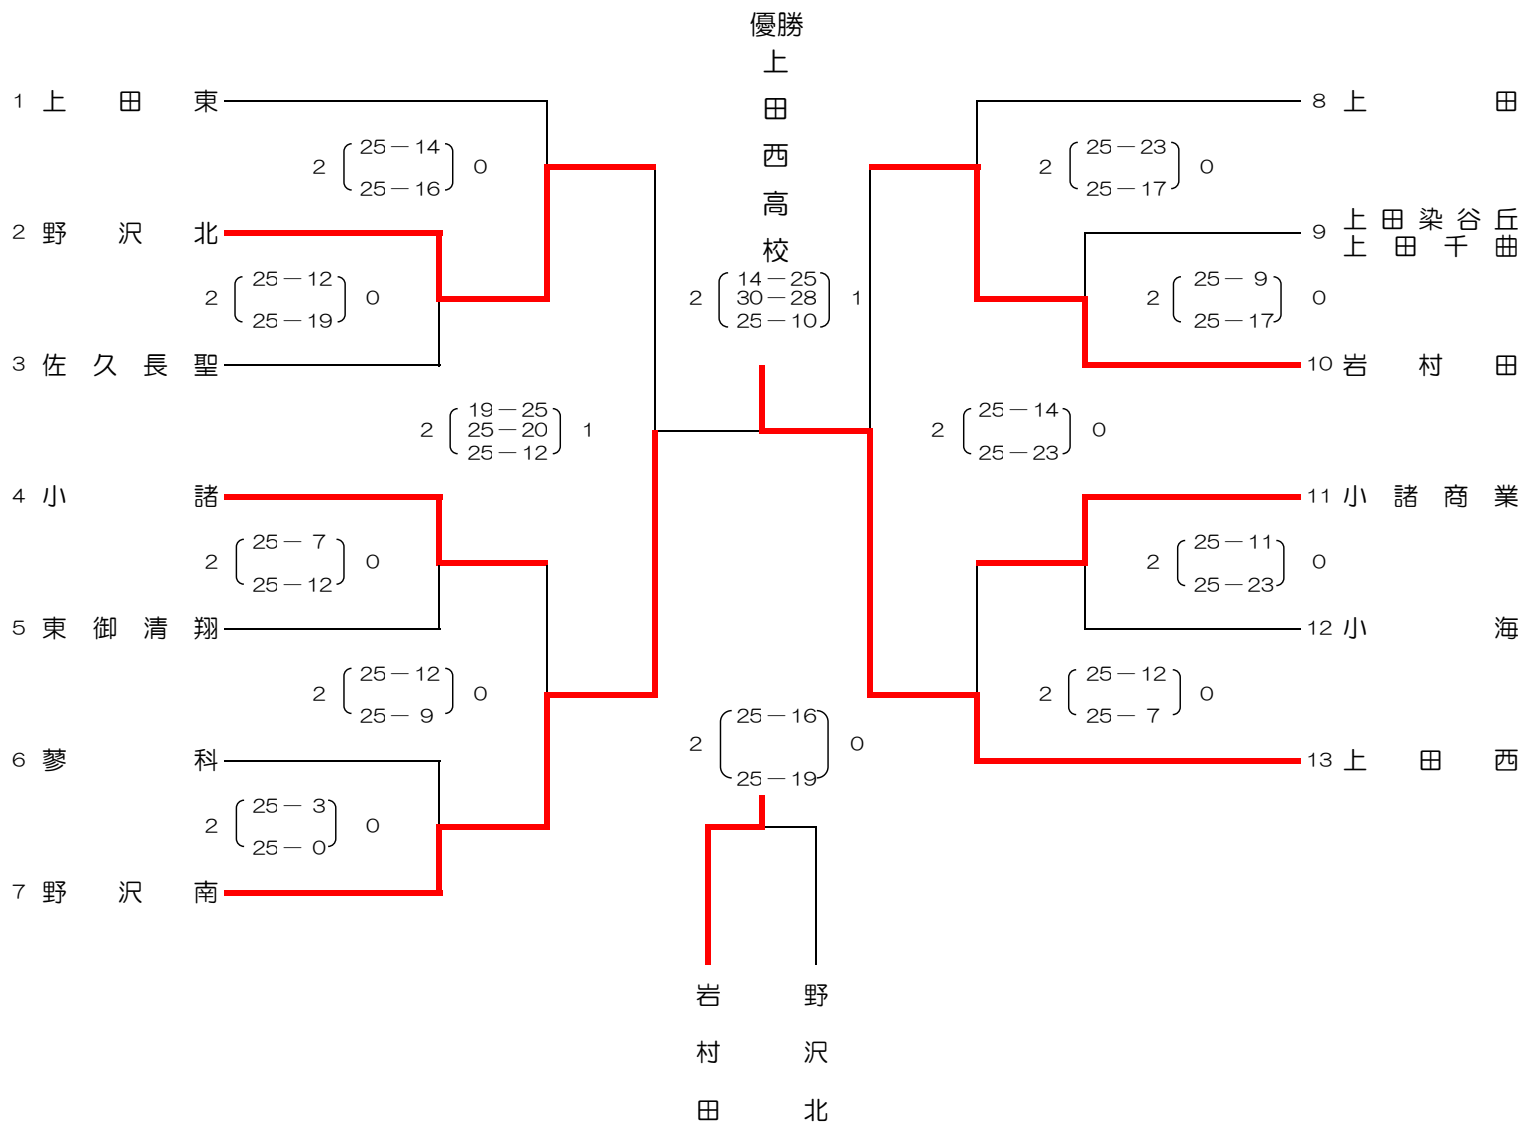 優勝
上田西高校
1 上田東
2 (25－14 25－16) 0
2 野沢北
2 (25－12 25－19) 0
3 佐久長聖
2 (19－25 25－20 25－12) 1
4 小諸
2 (25－7 25－12) 0
5 東御清翔
2 (25－12 25－9) 0
6 蓼科
2 (25－3 25－0) 0
7 野沢南
2 (14－25 30－28 25－10) 1
8 上田
2 (25－23 25－17) 0
9 上田染谷丘
上田千曲
2 (25－9 25－17) 0
10 岩村田
2 (25－14 25－23) 0
11 小諸商業
2 (25－11 25－23) 0
12 小海
2 (25－12 25－7) 0
13 上田西
2 (25－16 25－19) 0
岩村田
野沢北